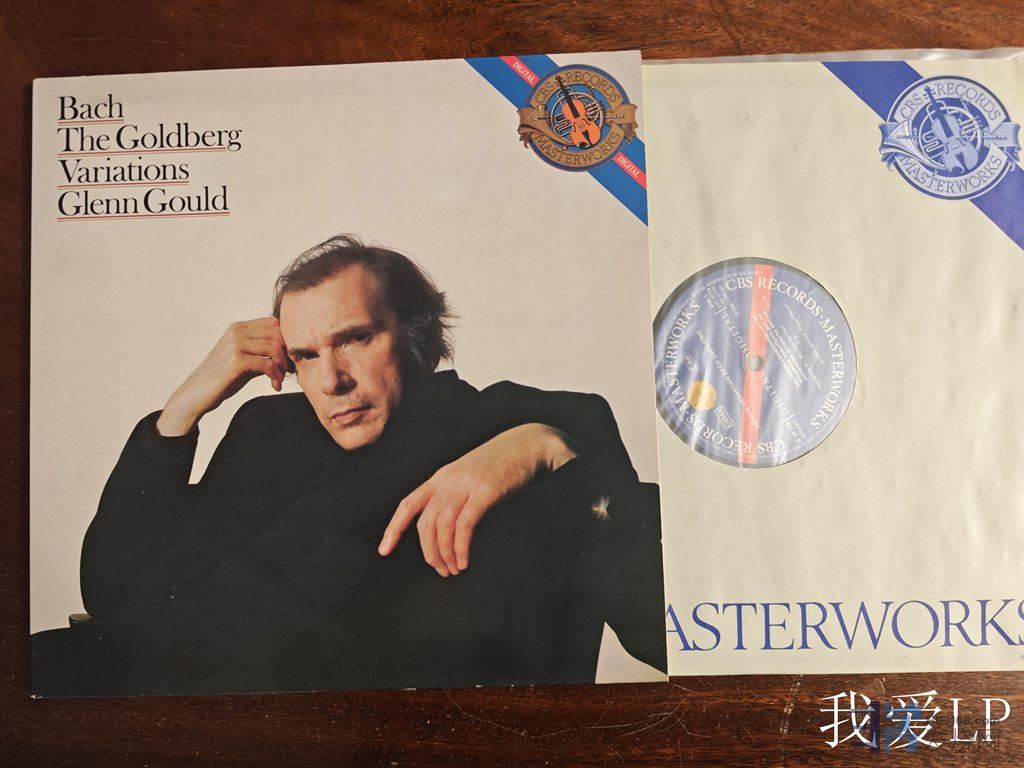 Bach
The Goldberg
Variations
Glenn Gould
DIGITAL
CBS RECORDS
MASTERWORKS
DIGITAL
CBS RECORDS
MASTERWORKS
CBS RECORDS · MASTERWORKS
CBS RECORDS MASTERWORKS
DIGITAL
ASTERWORKS
我爱LP